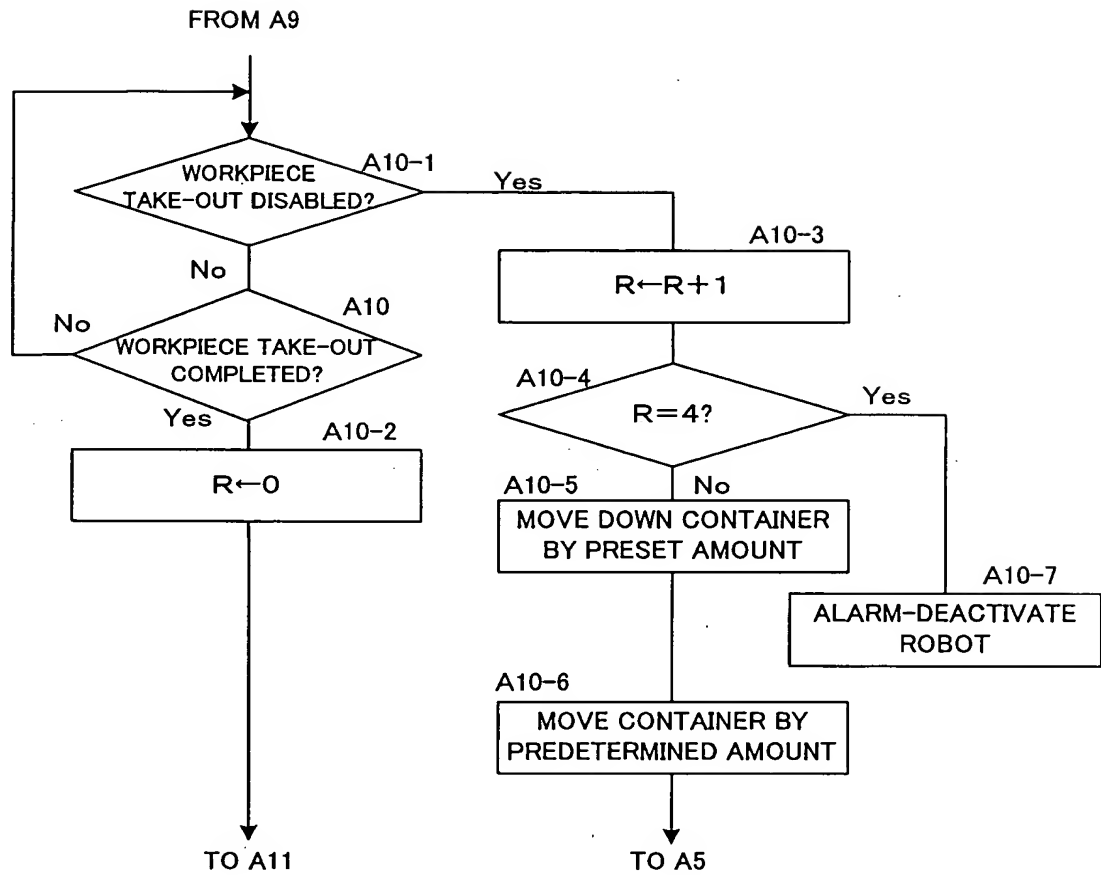 FROM A9
WORKPIECE
TAKE-OUT DISABLED?
A10-1
Yes
No
A10-3
R←R+1
A10
No
WORKPIECE TAKE-OUT
COMPLETED?
Yes
A10-4
R=4?
Yes
No
A10-2
R←0
A10-5
MOVE DOWN CONTAINER
BY PRESET AMOUNT
A10-7
ALARM-DEACTIVATE
ROBOT
A10-6
MOVE CONTAINER BY
PREDETERMINED AMOUNT
TO A11
TO A5